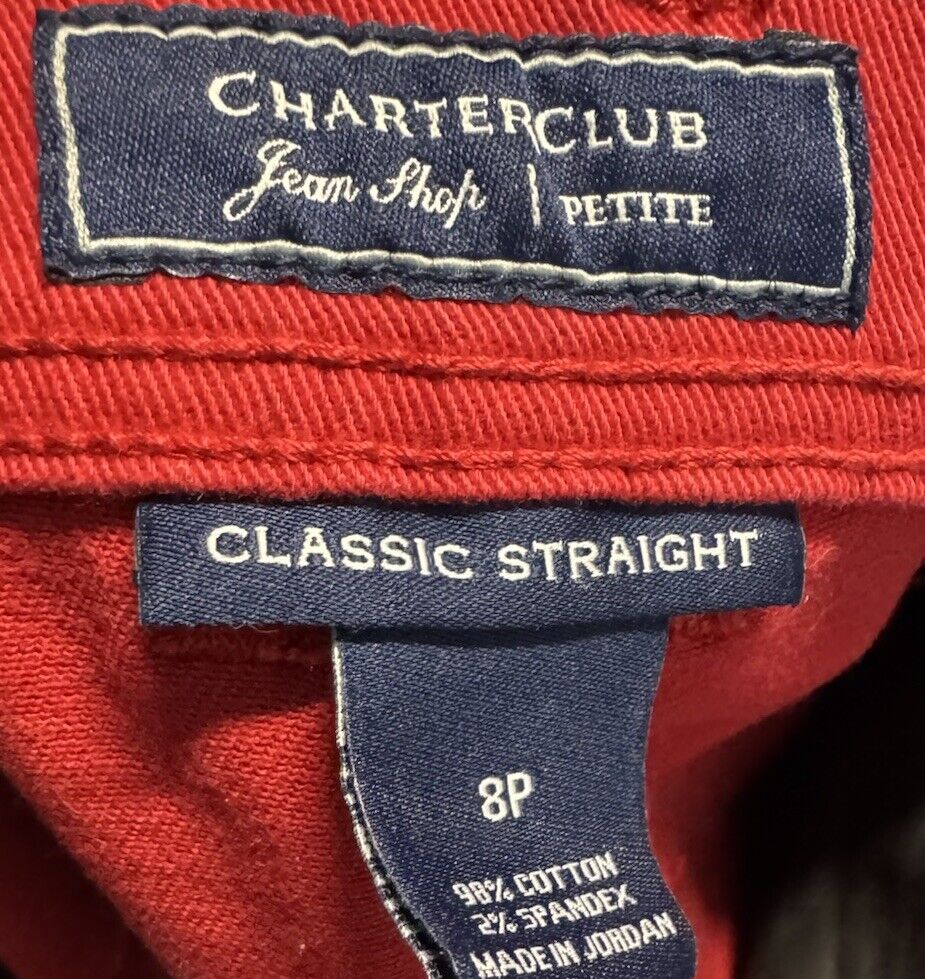 CHARTER CLUB
Jean Shop | PETITE
CLASSIC STRAIGHT
8P
98% COTTON
2% SPANDEX
MADE IN JORDAN